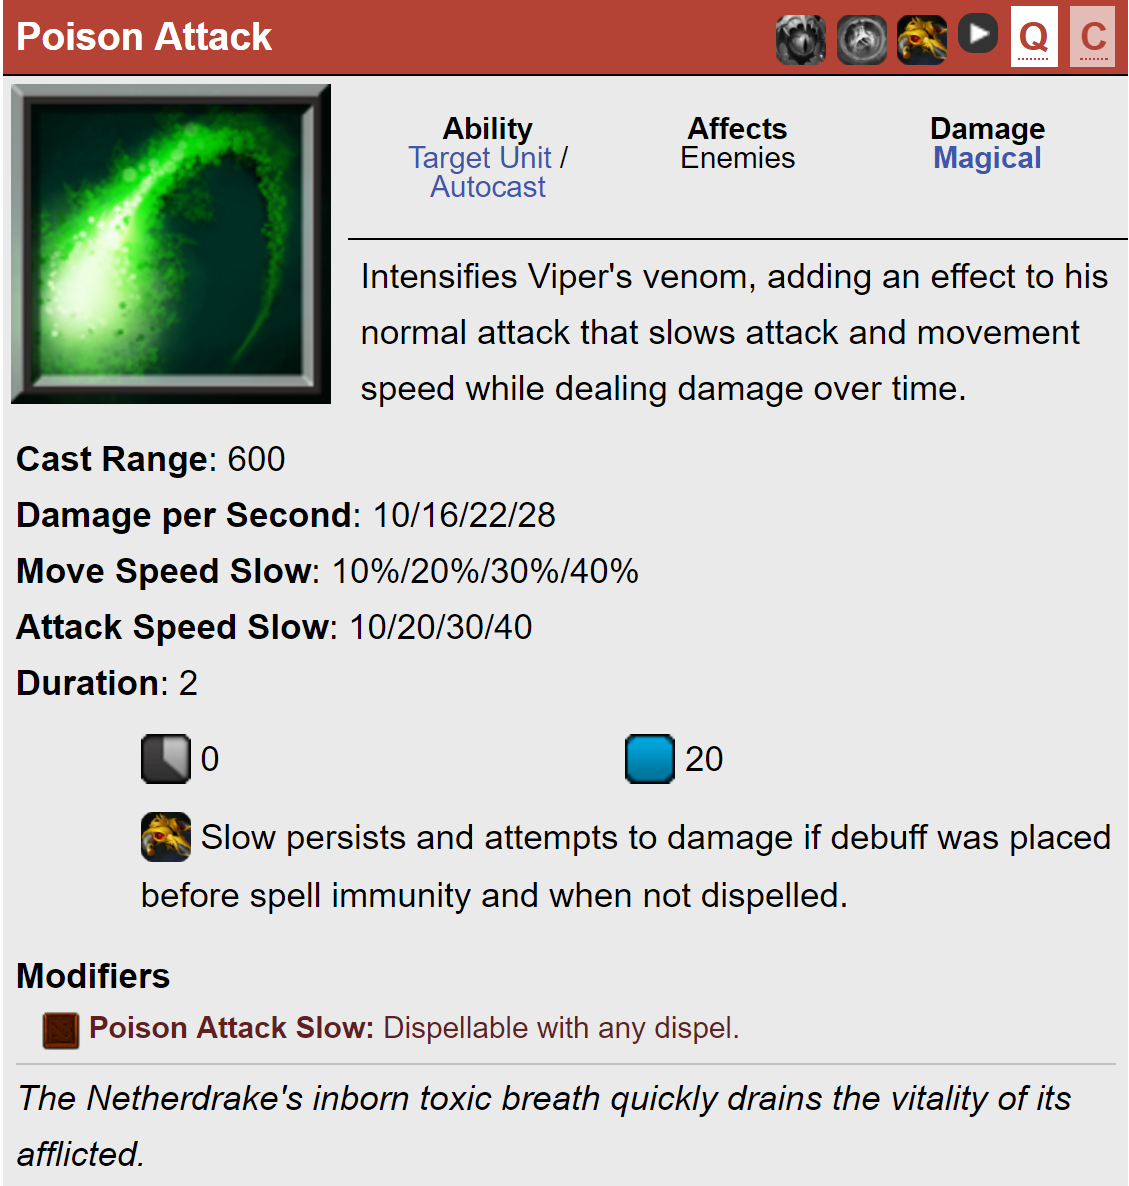 Poison Attack
Q
C
Ability
Target Unit /
Autocast
Affects
Enemies
Damage
Magical
Intensifies Viper's venom, adding an effect to his
normal attack that slows attack and movement
speed while dealing damage over time.
Cast Range: 600
Damage per Second: 10/16/22/28
Move Speed Slow: 10%/20%/30%/40%
Attack Speed Slow: 10/20/30/40
Duration: 2
0
20
Slow persists and attempts to damage if debuff was placed
before spell immunity and when not dispelled.
Modifiers
Poison Attack Slow: Dispellable with any dispel.
The Netherdrake's inborn toxic breath quickly drains the vitality of its
afflicted.